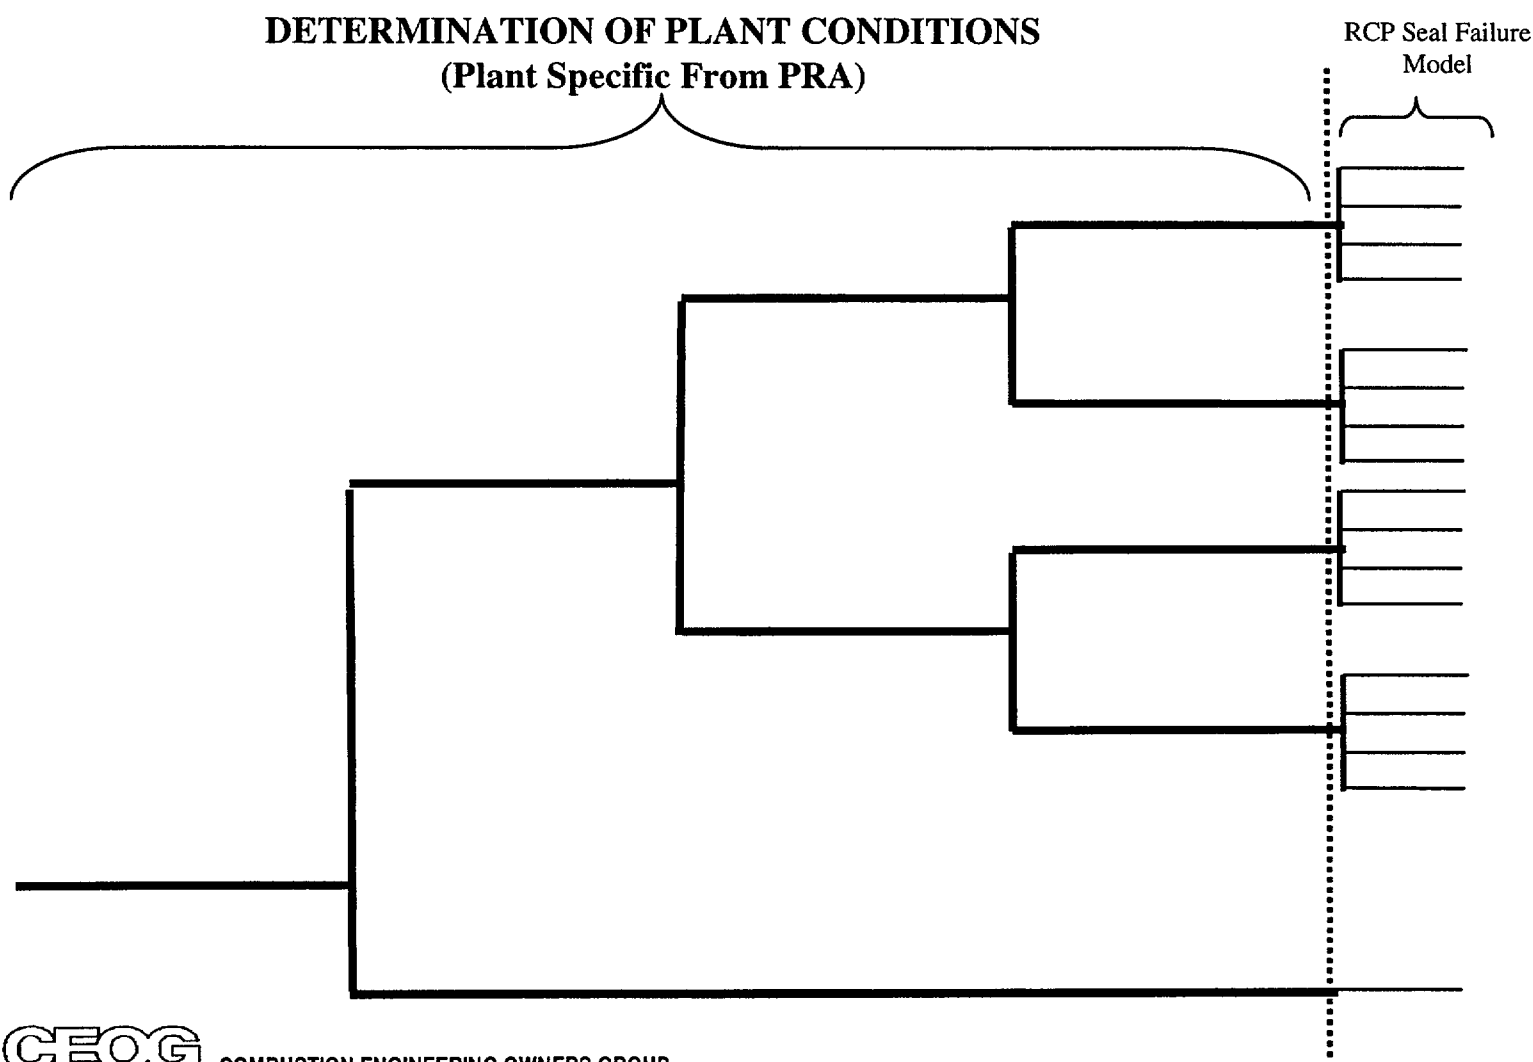 DETERMINATION OF PLANT CONDITIONS
(Plant Specific From PRA)
RCP Seal Failure
Model
CEOG
COMBUSTION ENGINEERING OWNERS GROUP